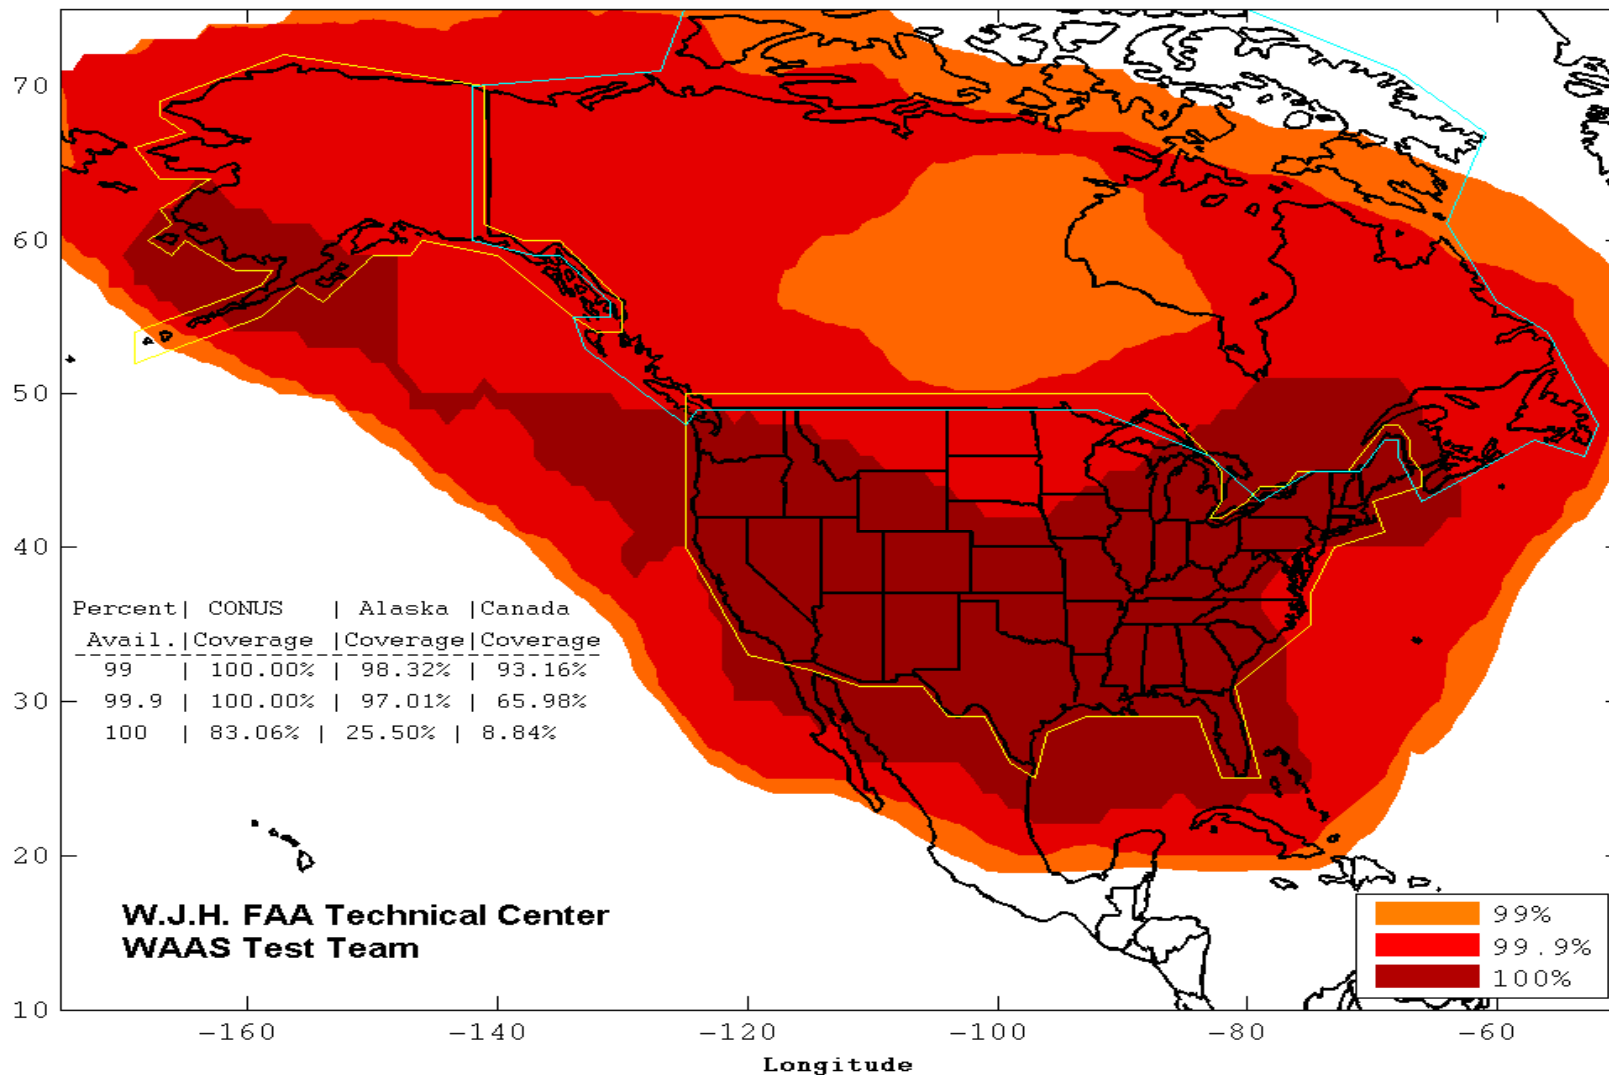 70
60
50
40
30
20
10
Percent| CONUS | Alaska |Canada
Avail.|Coverage |Coverage|Coverage
99 | 100.00% | 98.32% | 93.16%
99.9 | 100.00% | 97.01% | 65.98%
100 | 83.06% | 25.50% | 8.84%
W.J.H. FAA Technical Center
WAAS Test Team
99%
99.9%
100%
-160 -140 -120 -100 -80 -60
Longitude